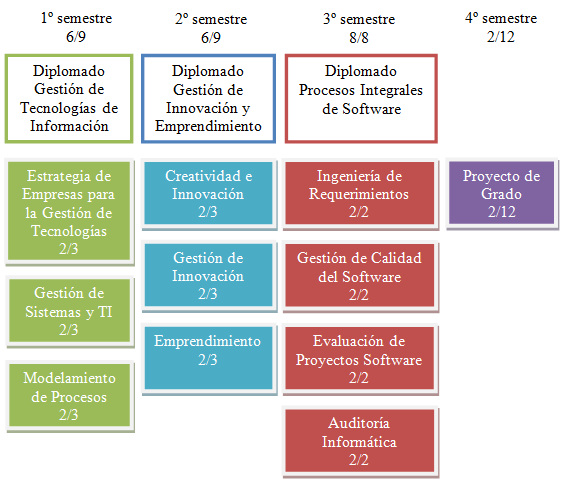 1º semestre
6/9
2º semestre
6/9
3º semestre
8/8
4º semestre
2/12
Diplomado
Gestión de
Tecnologías de
Información
Diplomado
Gestión de
Innovación y
Emprendimiento
Diplomado
Procesos Integrales
de Software
Estrategia de
Empresas para
la Gestión de
Tecnologías
2/3
Gestión de
Sistemas y TI
2/3
Modelamiento
de Procesos
2/3
Creatividad e
Innovación
2/3
Gestión de
Innovación
2/3
Emprendimiento
2/3
Ingeniería de
Requerimientos
2/2
Gestión de Calidad
del Software
2/2
Evaluación de
Proyectos Software
2/2
Auditoría
Informática
2/2
Proyecto de
Grado
2/12